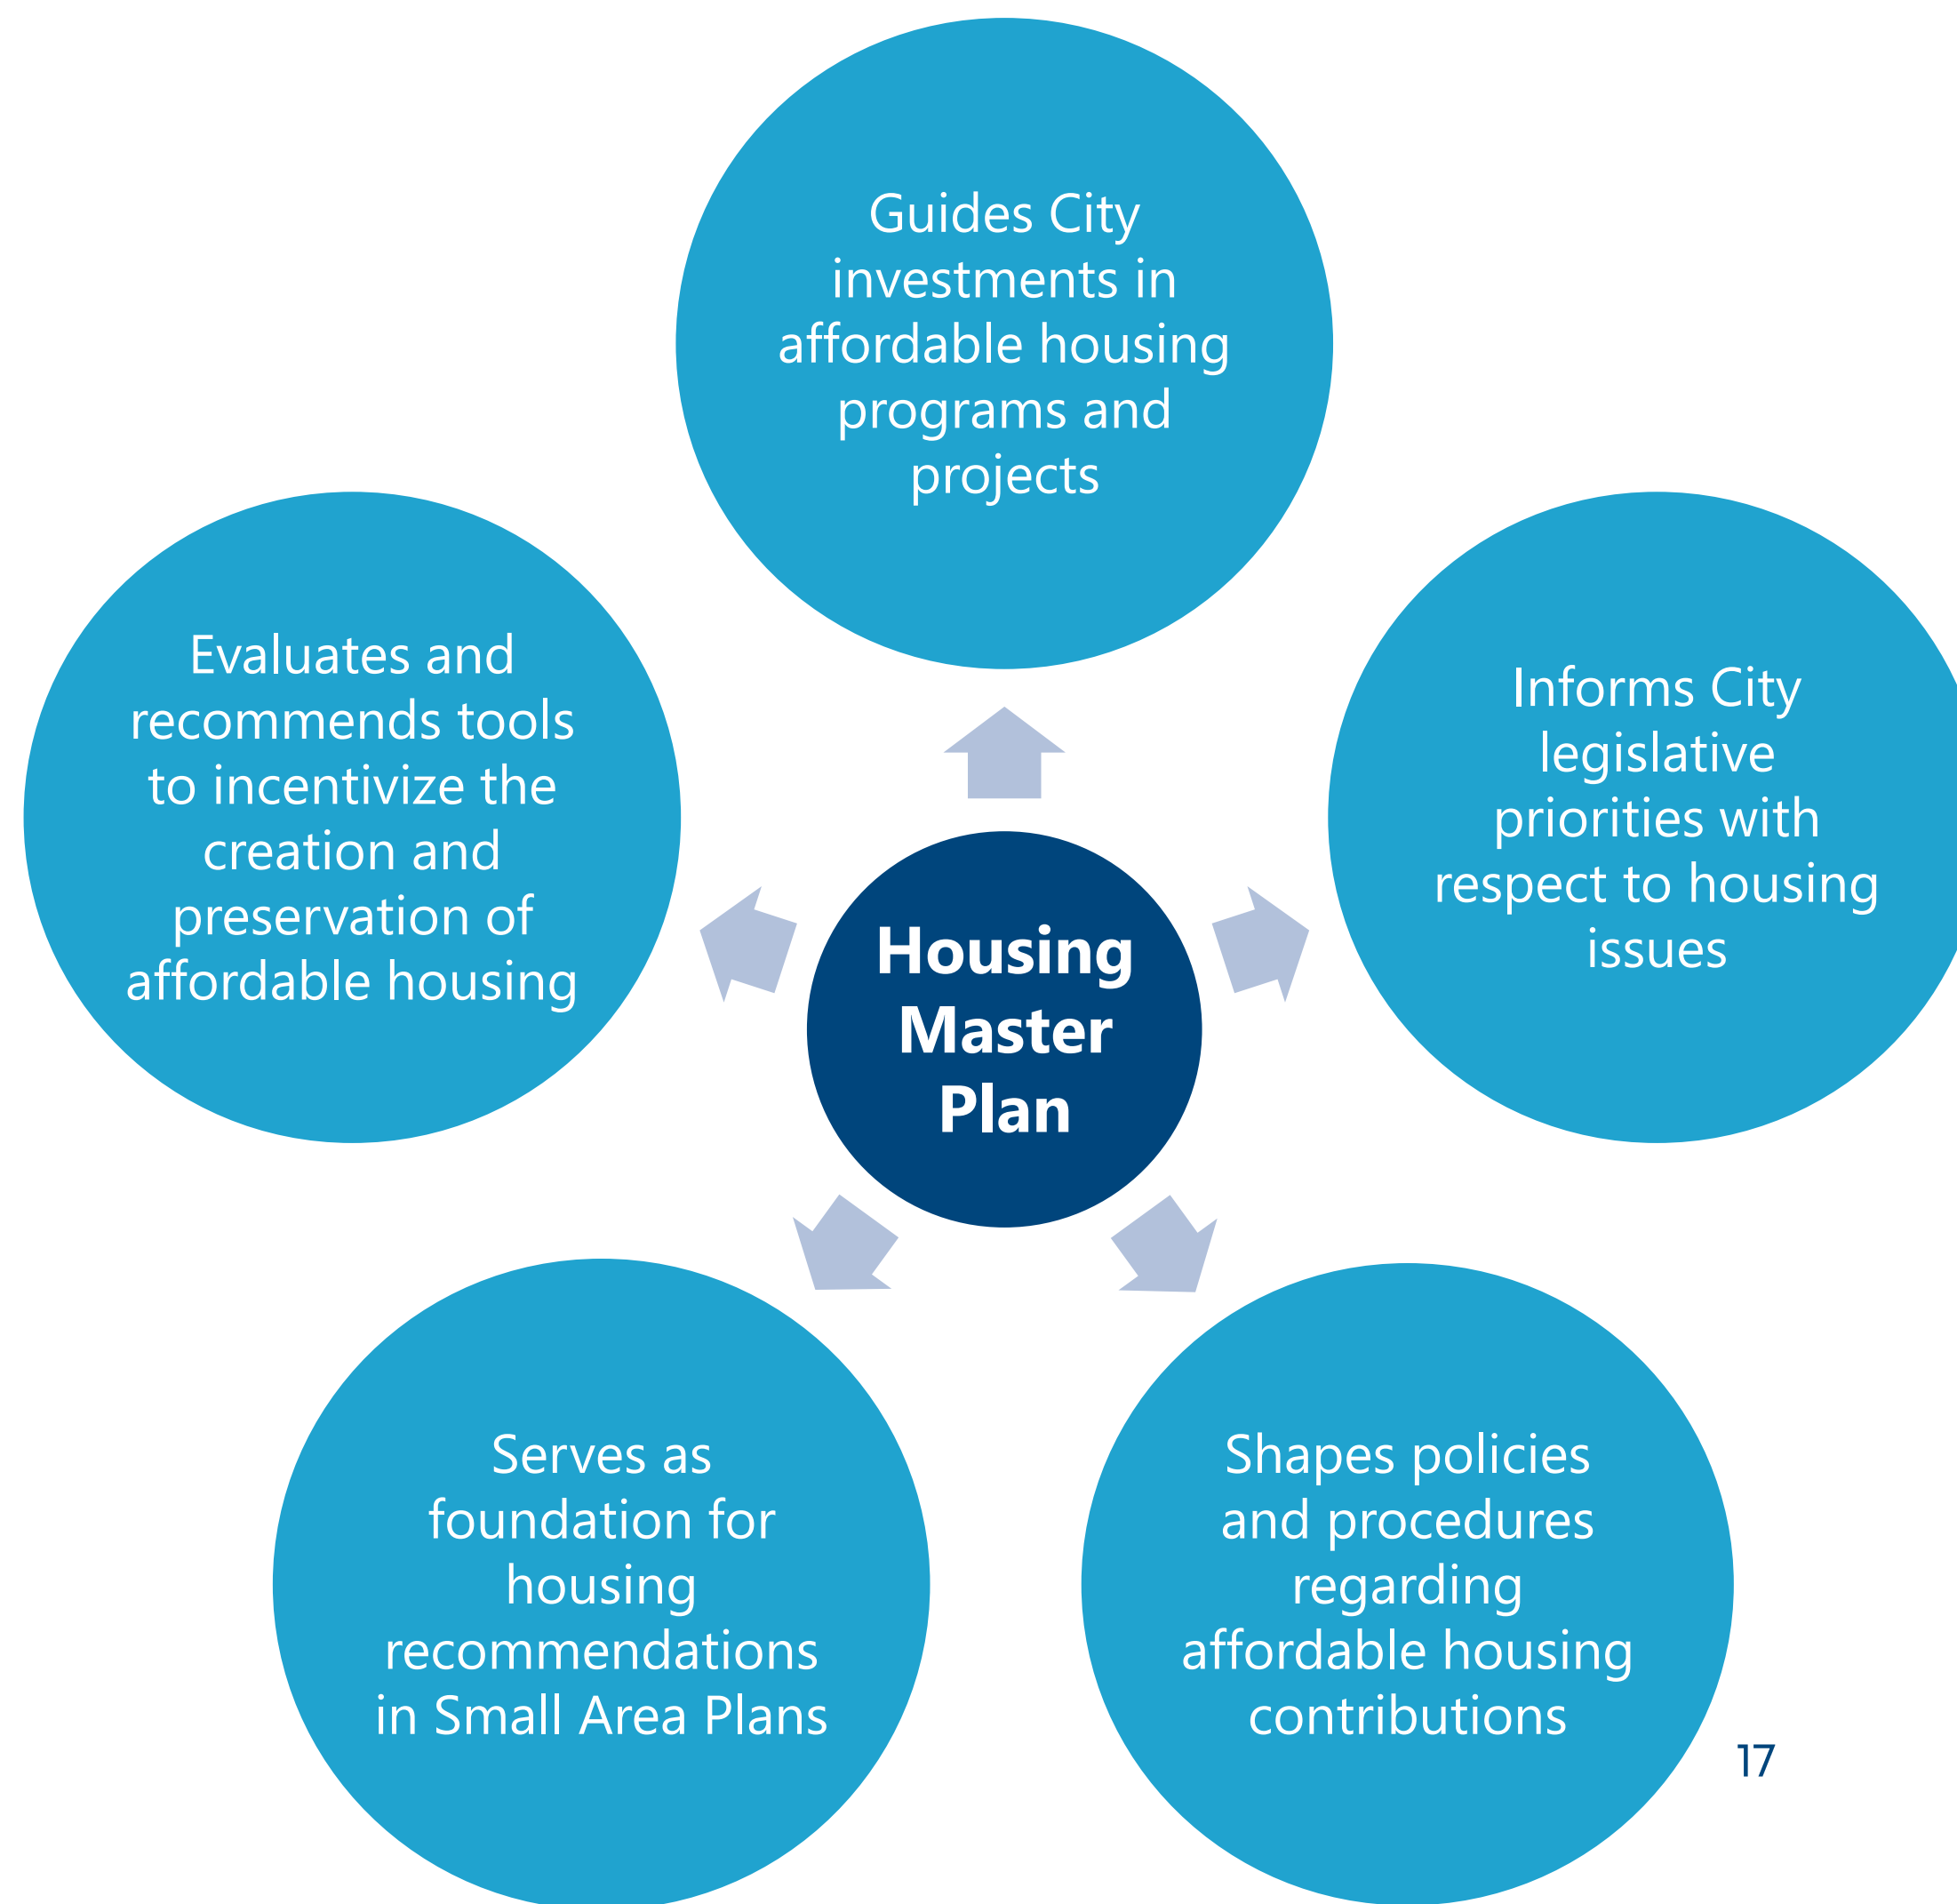 Guides City
investments in
affordable housing
programs and
projects
Evaluates and
recommends tools
to incentivize the
creation and
preservation of
affordable housing
Informs City
legislative
priorities with
respect to housing
issues
Housing
Master
Plan
Serves as
foundation for
housing
recommendations
in Small Area Plans
Shapes policies
and procedures
regarding
affordable housing
contributions
17